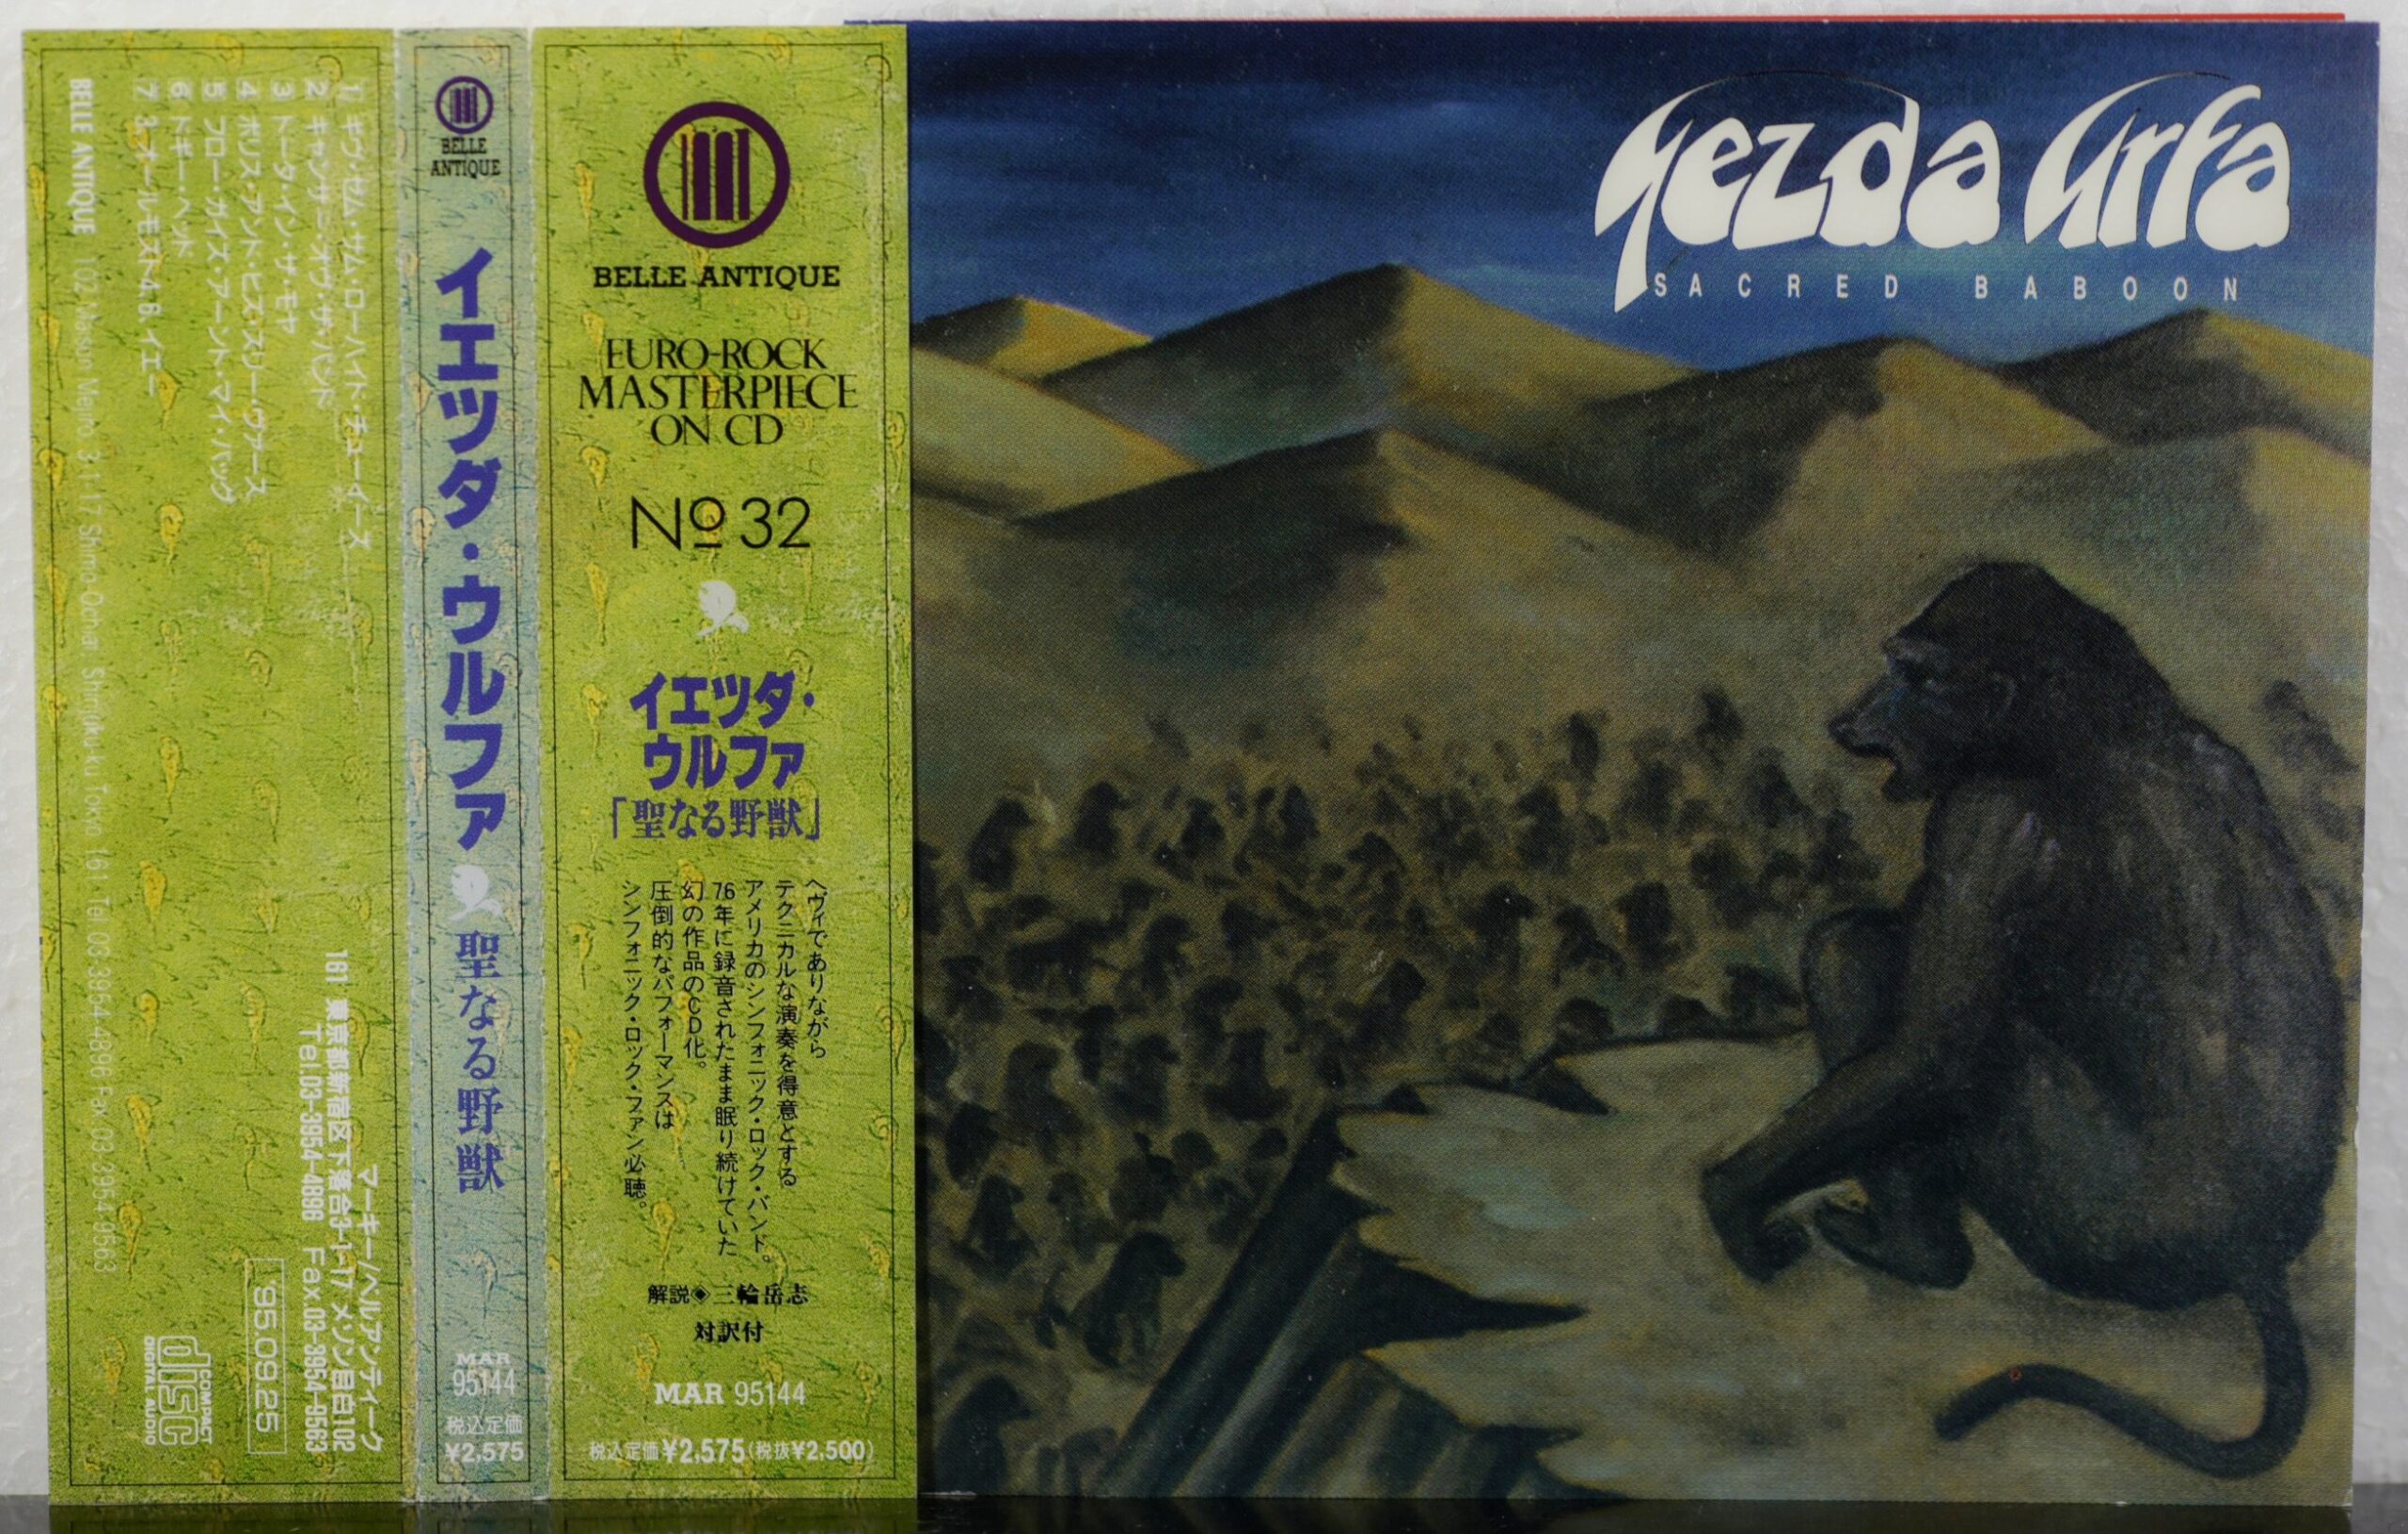 1 ギヴ・ゼム・サム・ローハイド・チューイース
2 キャンサー・オヴ・ザ・バンド
3 トータ・イン・ザ・モヤ
4 ボリス・アンド・ヒズ・スリー・ヴァース
5 フロー・ガイズ・アーント・マイ・バッグ
6 トギー・ヘッド
7 3・オールモスト4,6,イエー
BELLE ANTIQUE 102 Maison Mejiro 3-1-17 Shimo-Ochiai Shinjuku-ku Tokyo 161 Tel 03 3954-4896 Fax 03 3954 9563
マーキー/ベルアンティーク
161 東京都新宿区下落合3-1-17 メゾン目白102
Tel.03-3954-4896 Fax.03-3954-9563
'95.09.25
COMPACT
disc
DIGITAL AUDIO
BELLE
ANTIQUE
イエツダ・ウルファ
聖なる野獣
MAR
95144
税込定価
¥2,575
BELLE ANTIQUE
EURO-ROCK
MASTERPIECE
ON CD
No 32
イエツダ・
ウルファ
「聖なる野獣」
ヘヴィでありながら
テクニカルな演奏を得意とする
アメリカのシンフォニック・ロック・バンド。
76年に録音されたまま眠り続けていた
幻の作品のCD化。
圧倒的なパフォーマンスは
シンフォニック・ロック・ファン必聴。
解説◈三輪岳志
対訳付
MAR 95144
税込定価¥2,575(税抜¥2,500)
Yezda Urfa
SACRED BABOON